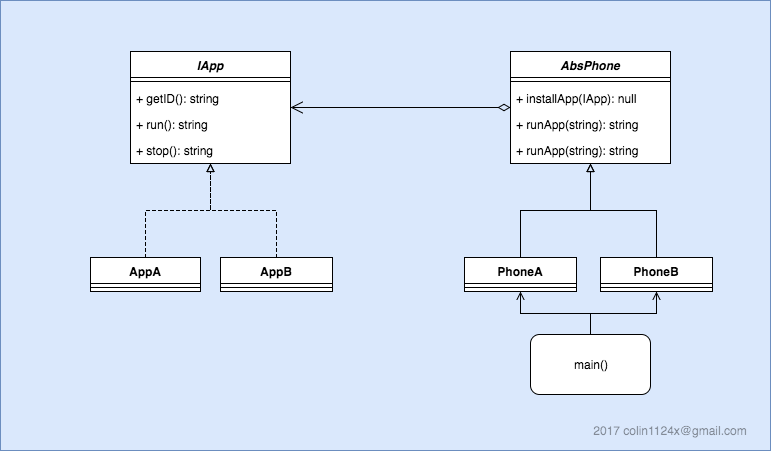 IApp
+ getID(): string
+ run(): string
+ stop(): string
AbsPhone
+ installApp(IApp): null
+ runApp(string): string
+ runApp(string): string
AppA
AppB
PhoneA
PhoneB
main()
2017 colin1124x@gmail.com